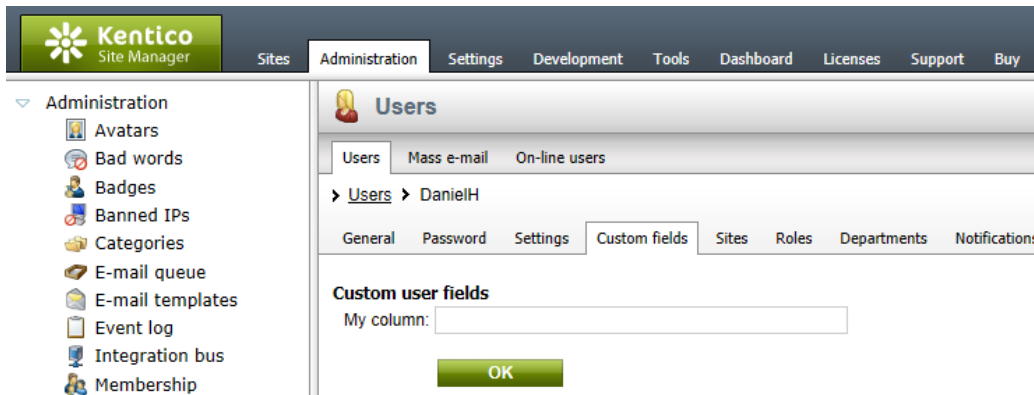 Kentico
Site Manager
Sites Administration Settings Development Tools Dashboard Licenses Support Buy
Administration
Avatars
Bad words
Badges
Banned IPs
Categories
E-mail queue
E-mail templates
Event log
Integration bus
Membership
Users
Users Mass e-mail On-line users
Users DanielH
General Password Settings Custom fields Sites Roles Departments Notifications
Custom user fields
My column:
OK